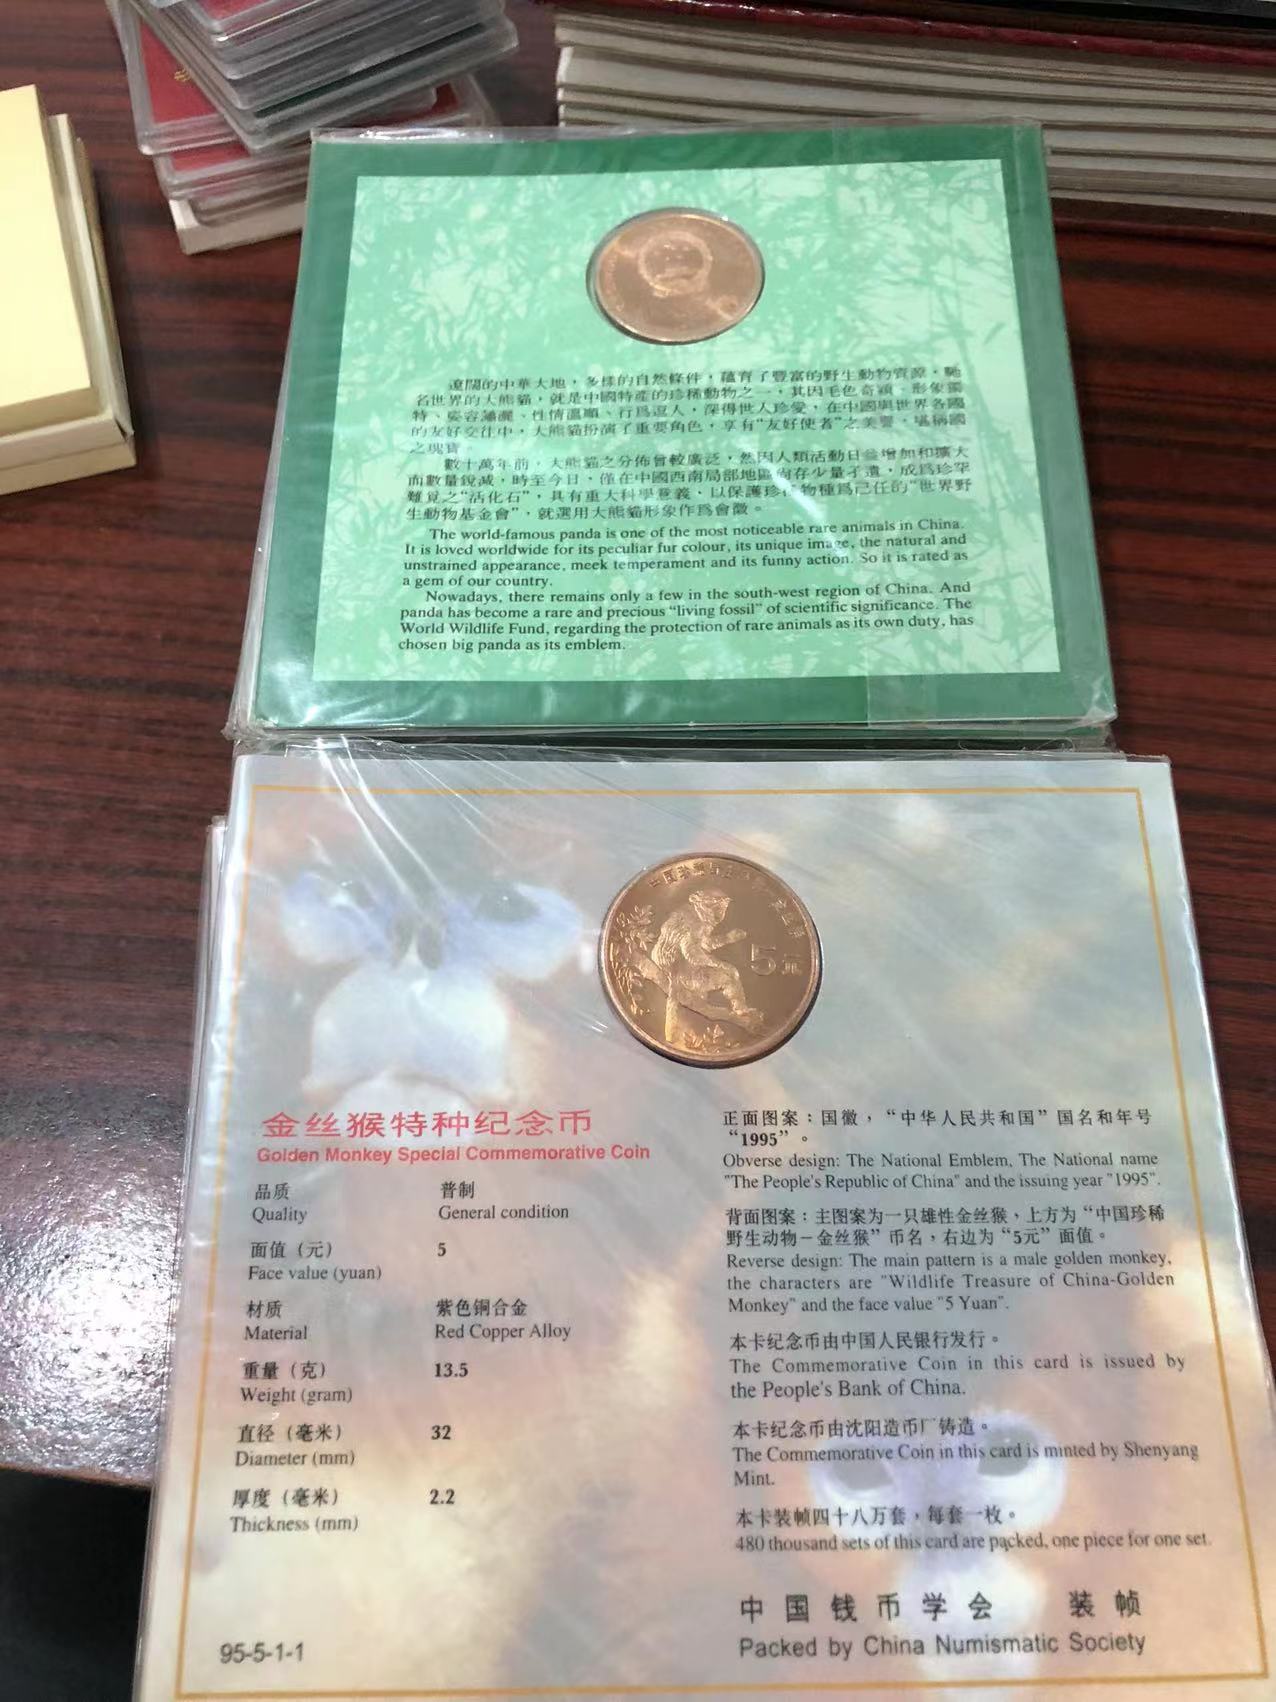 遼闊的中華大地，多樣的自然條件，蘊育了豐富的野生動物資源，馳
名世界的大熊貓，就是中國特產的珍稀動物之一，其因毛色奇穎、形象獨
特、姿容瀟灑、性情溫順、行爲逗人，深得世人珍愛，在中國與世界各國
的友好交往中，大熊貓扮演了重要角色，享有“友好使者”之美譽，堪稱國
之瑰寶。
數十萬年前，大熊貓之分佈曾較廣泛，然因人類活動日益增加和擴大
而數量銳減，時至今日，僅在中國西南局部地區尚存少量孑遺，成爲珍罕
難覓之“活化石”，具有重大科學意義，以保護珍稀物種爲己任的“世界野
生動物基金會”，就選用大熊貓形象作爲會徽。
The world-famous panda is one of the most noticeable rare animals in China.
It is loved worldwide for its peculiar fur colour, its unique image, the natural and
unstrained appearance, meek temperament and its funny action. So it is rated as
a gem of our country.
Nowadays, there remains only a few in the south-west region of China. And
panda has become a rare and precious “living fossil” of scientific significance. The
World Wildlife Fund, regarding the protection of rare animals as its own duty, has
chosen big panda as its emblem.
5元
金丝猴特种纪念币
Golden Monkey Special Commemorative Coin
品质 普制
Quality General condition
面值（元） 5
Face value (yuan)
材质 紫色铜合金
Material Red Copper Alloy
重量（克） 13.5
Weight (gram)
直径（毫米） 32
Diameter (mm)
厚度（毫米） 2.2
Thickness (mm)
95-5-1-1
正面图案：国徽，“中华人民共和国”国名和年号
“1995”。
Obverse design: The National Emblem, The National name
"The People's Republic of China" and the issuing year "1995".
背面图案：主图案为一只雄性金丝猴，上方为“中国珍稀
野生动物－金丝猴”币名，右边为“5元”面值。
Reverse design: The main pattern is a male golden monkey,
the characters are "Wildlife Treasure of China-Golden
Monkey" and the face value "5 Yuan".
本卡纪念币由中国人民银行发行。
The Commemorative Coin in this card is issued by
the People's Bank of China.
本卡纪念币由沈阳造币厂铸造。
The Commemorative Coin in this card is minted by Shenyang
Mint.
本卡装帧四十八万套，每套一枚。
480 thousand sets of this card are packed, one piece for one set.
中国钱币学会 装帧
Packed by China Numismatic Society